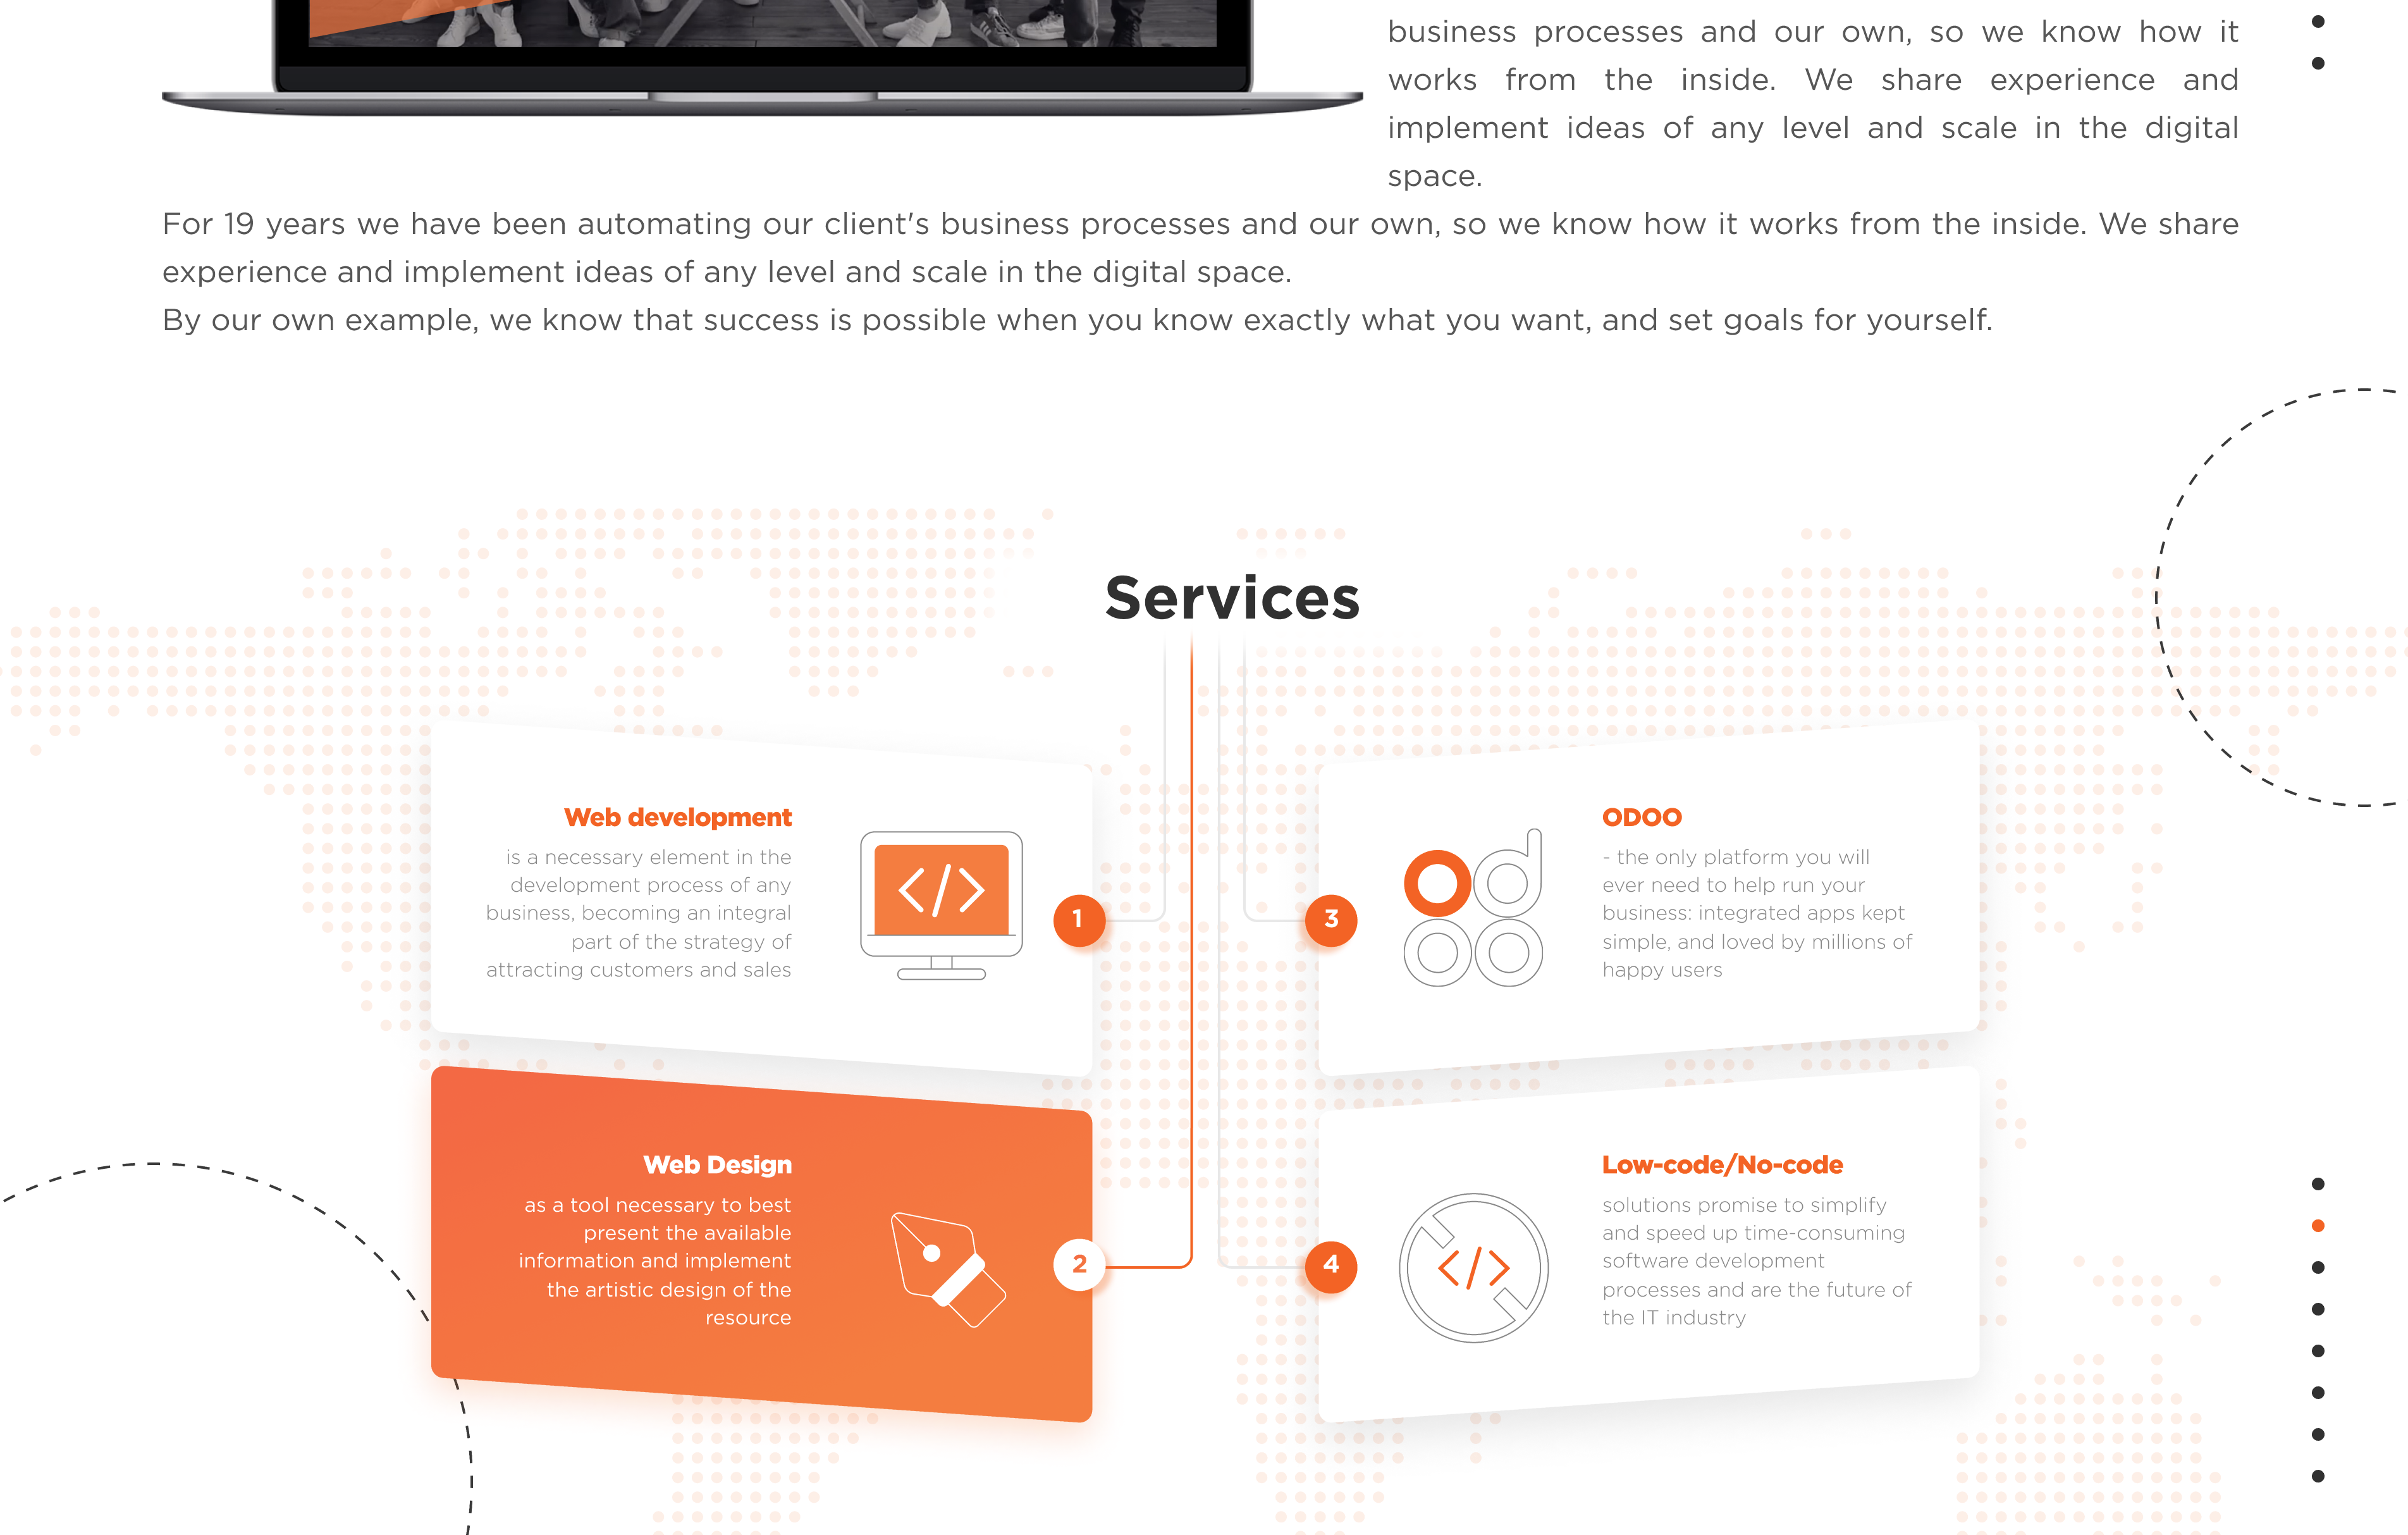 business processes and our own, so we know how it
works from the inside. We share experience and
implement ideas of any level and scale in the digital
space.
For 19 years we have been automating our client's business processes and our own, so we know how it works from the inside. We share
experience and implement ideas of any level and scale in the digital space.
By our own example, we know that success is possible when you know exactly what you want, and set goals for yourself.
Services
Web development
is a necessary element in the
development process of any
business, becoming an integral
part of the strategy of
attracting customers and sales
</>
1
Web Design
as a tool necessary to best
present the available
information and implement
the artistic design of the
resource
2
3
odoo
ODOO
- the only platform you will
ever need to help run your
business: integrated apps kept
simple, and loved by millions of
happy users
4
</>
Low-code/No-code
solutions promise to simplify
and speed up time-consuming
software development
processes and are the future of
the IT industry